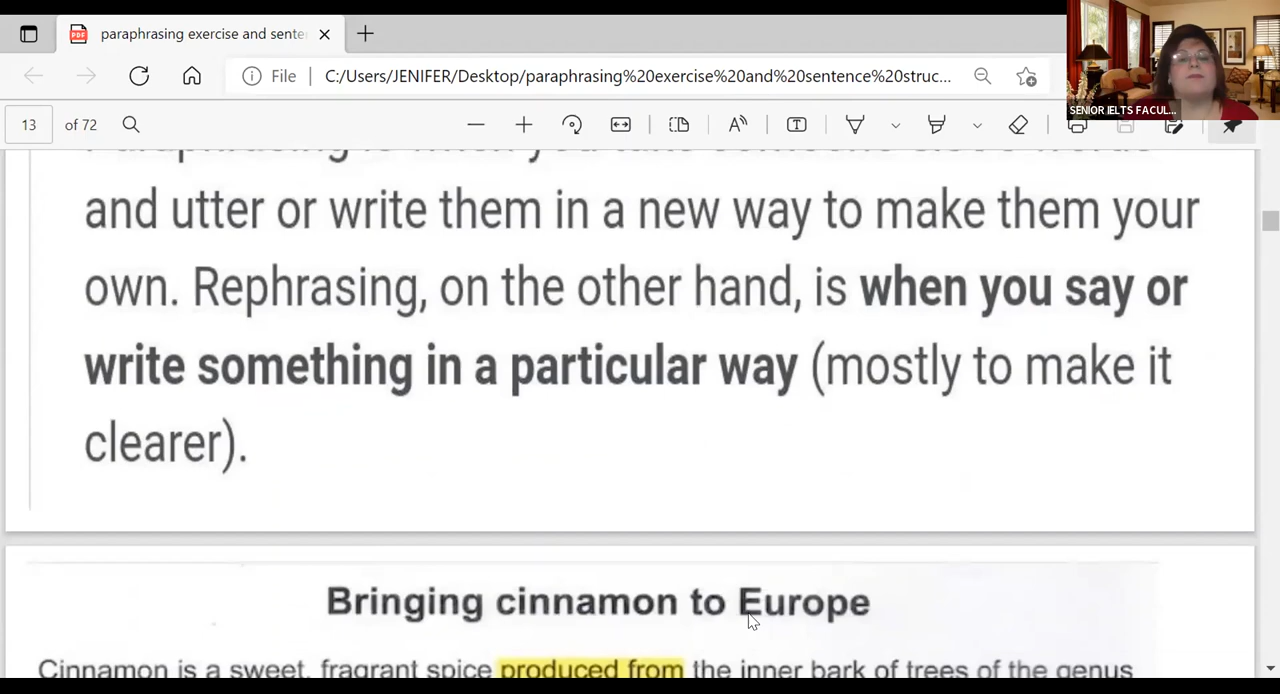 paraphrasing exercise and sente
File C:/Users/JENIFER/Desktop/paraphrasing%20exercise%20and%20sentence%20struc...
SENIOR IELTS FACUL...
13 of 72
and utter or write them in a new way to make them your
own. Rephrasing, on the other hand, is when you say or
write something in a particular way (mostly to make it
clearer).
Bringing cinnamon to Europe
Cinnamon is a sweet, fragrant spice produced from the inner bark of trees of the genus